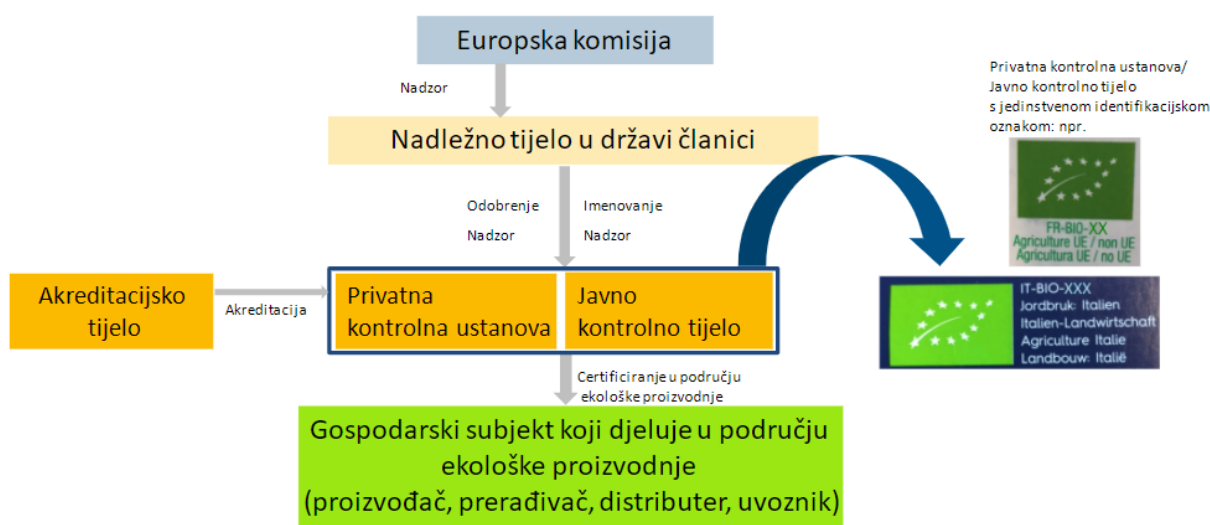 Europska komisija
Nadzor
Nadležno tijelo u državi članici
Odobrenje
Nadzor
Imenovanje
Nadzor
Privatna kontrolna ustanova/
Javno kontrolno tijelo
s jedinstvenom identifikacijskom
oznakom: npr.
FR-BIO-XX
Agriculture UE / non UE
Agricultura UE / no UE
IT-BIO-XXX
Jordbruk: Italien
Italien-Landwirtschaft
Agriculture Italie
Landbouw: Italië
Akreditacijsko
tijelo
Akreditacija
Privatna
kontrolna ustanova
Javno
kontrolno tijelo
Certificiranje u području
ekološke proizvodnje
Gospodarski subjekt koji djeluje u području
ekološke proizvodnje
(proizvođač, prerađivač, distributer, uvoznik)